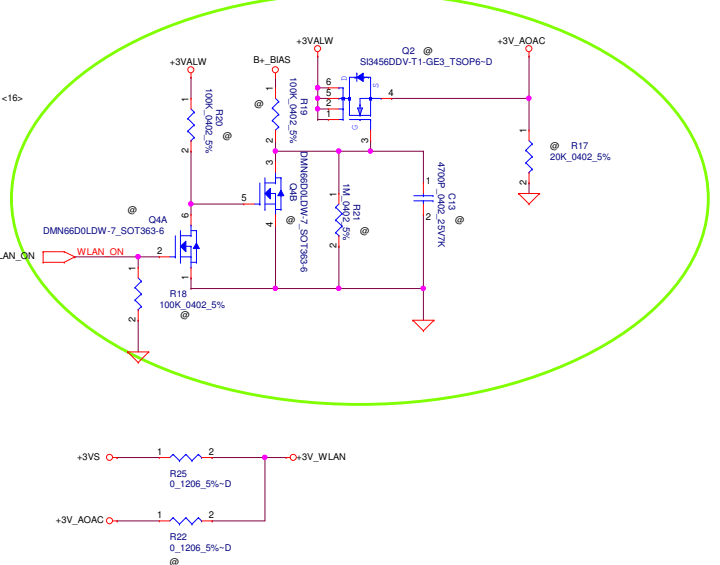 +3VALW
Q2 @
+3V_AOAC
SI3456DDV-T1-GE3_TSOP6~D
+3VALW
B+_BIAS
<16>
1
100K_0402_5%
R20
2
@
1
100K_0402_5%
R19
2
@
6
5
2
1
D
S
G
4
3
1
@ R17
20K_0402_5%
2
3
DMN66D0LDW-7_SOT363-6
Q4B
5
@
4
1
1M_0402_5%
R21
2
@
4700P_0402_25V7K
C13
1
2
@
@
Q4A
DMN66D0LDW-7_SOT363-6
6
LAN_ON
WLAN_ON
2
1
1
R18
100K_0402_5%
@
2
+3VS
1
2
+3V_WLAN
R25
0_1206_5%~D
+3V_AOAC
1
2
R22
0_1206_5%~D
@